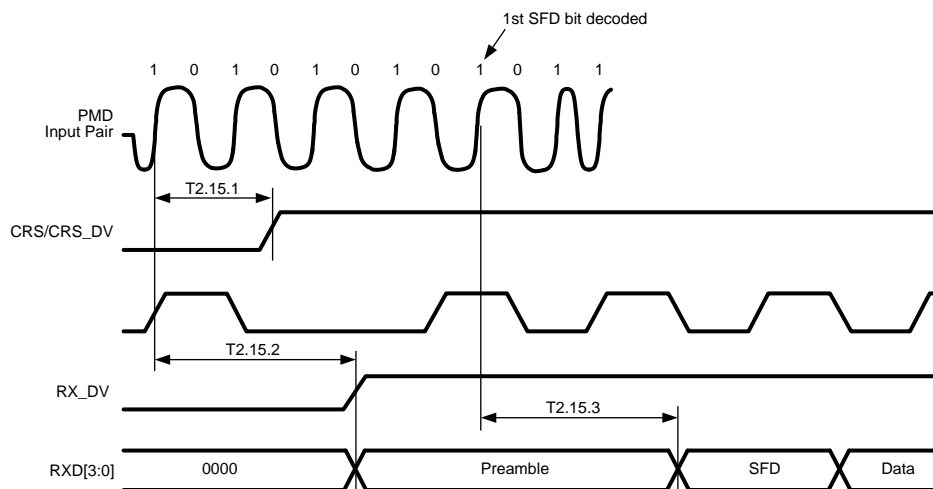 1st SFD bit decoded
1 0 1 0 1 0 1 0 1 0 1 1
PMD
Input Pair
T2.15.1
CRS/CRS_DV
T2.15.2
RX_DV
T2.15.3
RXD[3:0] 0000 Preamble SFD Data